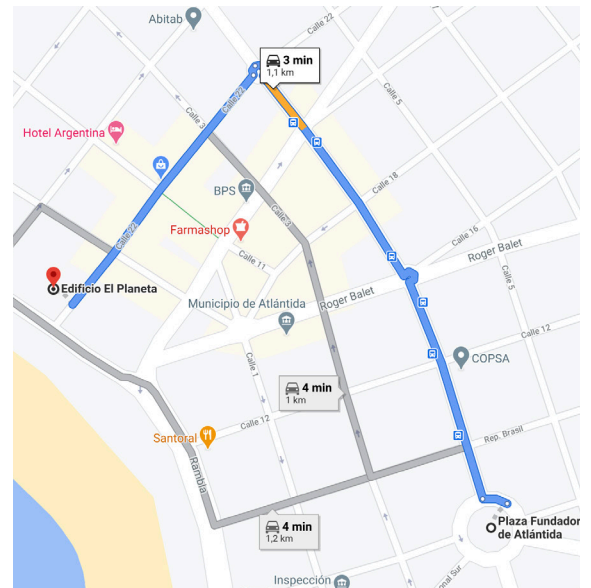 Abitab
Calle 22
3 min
1,1 km
Calle 22
Calle 5
Calle 3
Hotel Argentina
BPS
Calle 18
Calle 3
Farmashop
Calle 22
Calle 16
Calle 11
Roger Balet
Edificio El Planeta
Calle 5
Municipio de Atlántida
Roger Balet
Calle 12
Calle 1
COPSA
4 min
1 km
Calle 12
Santoral
Rep. Brasil
Rambla
4 min
1,2 km
Plaza Fundador
de Atlántida
Inspección
onal Sur